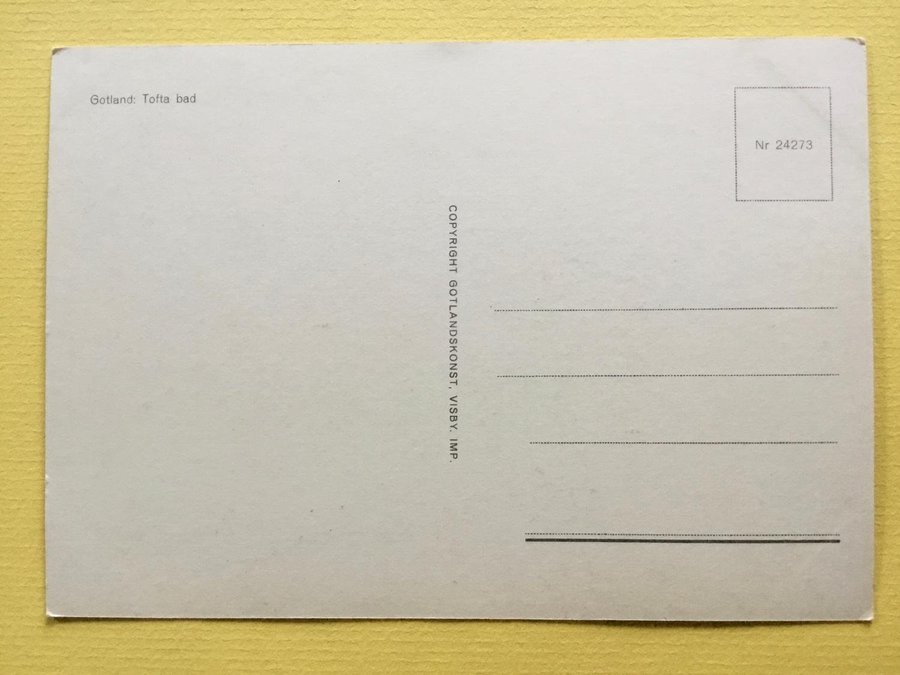 Gotland: Tofta bad
Nr 24273
COPYRIGHT GOTLANDSKONST, VISBY. IMP.